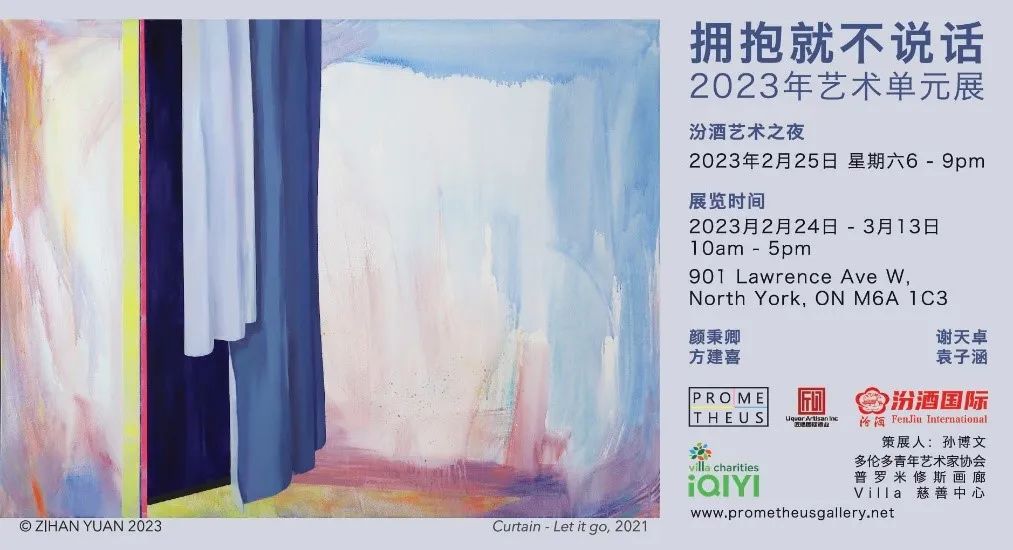 拥抱就不说话
2023年艺术单元展
汾酒艺术之夜
2023年2月25日 星期六6 - 9pm
展览时间
2023月2月24日 - 3月13日
10am - 5pm
901 Lawrence Ave W,
North York, ON M6A 1C3
颜秉卿 谢天卓
方建喜 袁子涵
PROME
THEUS
Liquor Artisan Inc
汾酒国际
汾酒 FenJiu International
villa charities
iQIYI
策展人：孙博文
多伦多青年艺术家协会
普罗米修斯画廊
Villa 慈善中心
www.prometheusgallery.net
© ZIHAN YUAN 2023
Curtain - Let it go, 2021